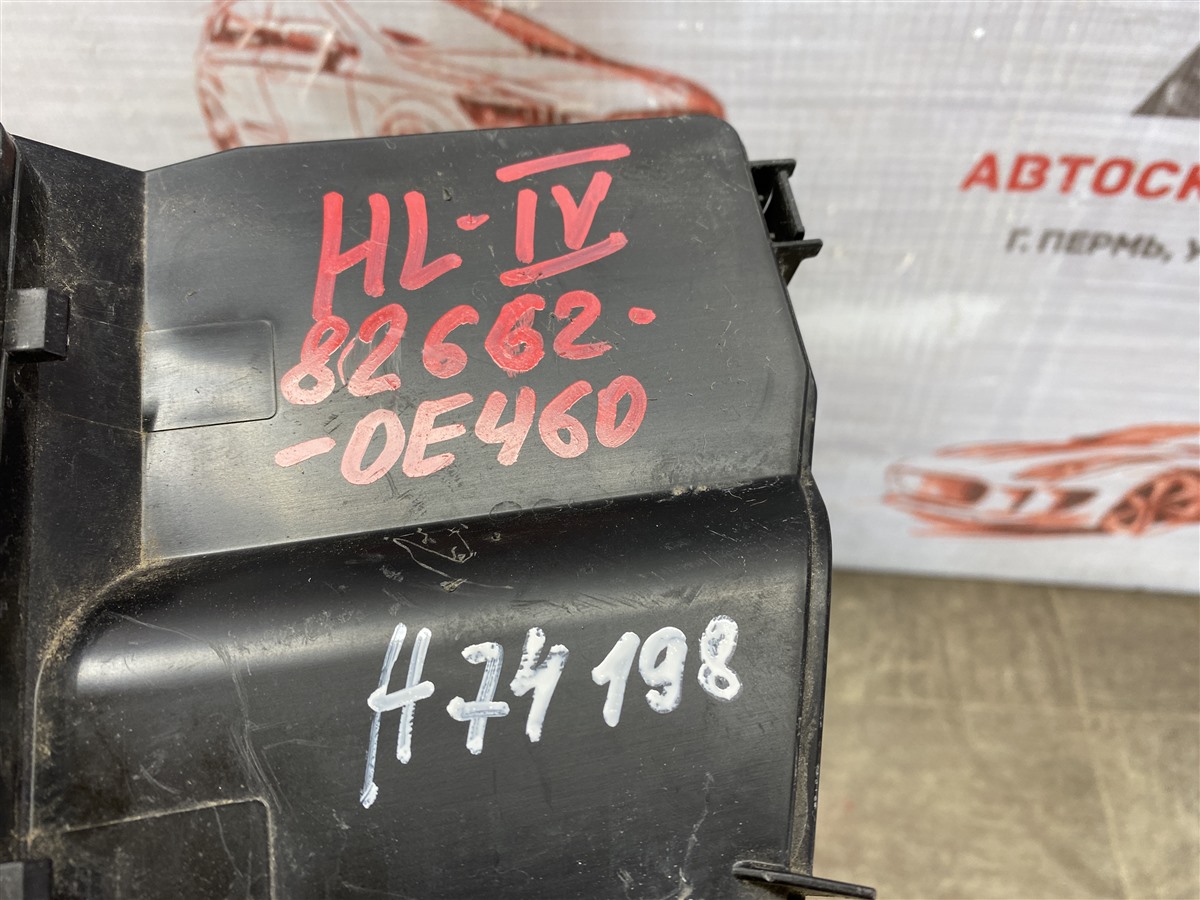 АВТОСК
Г. ПЕРМЬ, У
HL-IV
82662-
-0E460
H74198